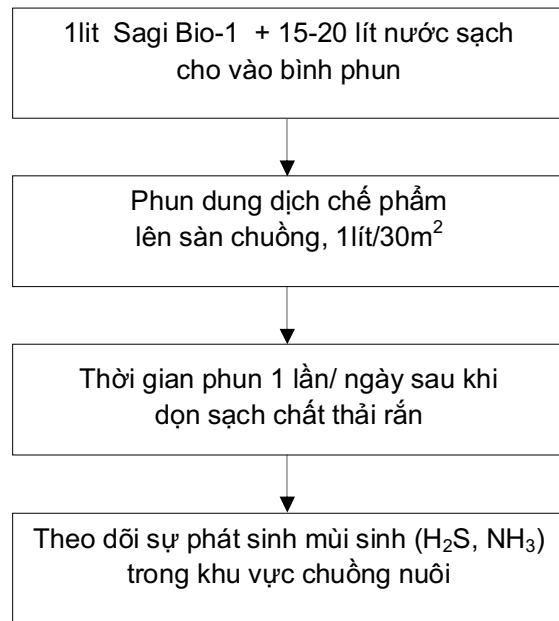 1lit Sagi Bio-1 + 15-20 lít nước sạch
cho vào bình phun
Phun dung dịch chế phẩm
lên sàn chuồng, 1lít/30m²
Thời gian phun 1 lần/ ngày sau khi
dọn sạch chất thải rắn
Theo dõi sự phát sinh mùi sinh (H₂S, NH₃)
trong khu vực chuồng nuôi